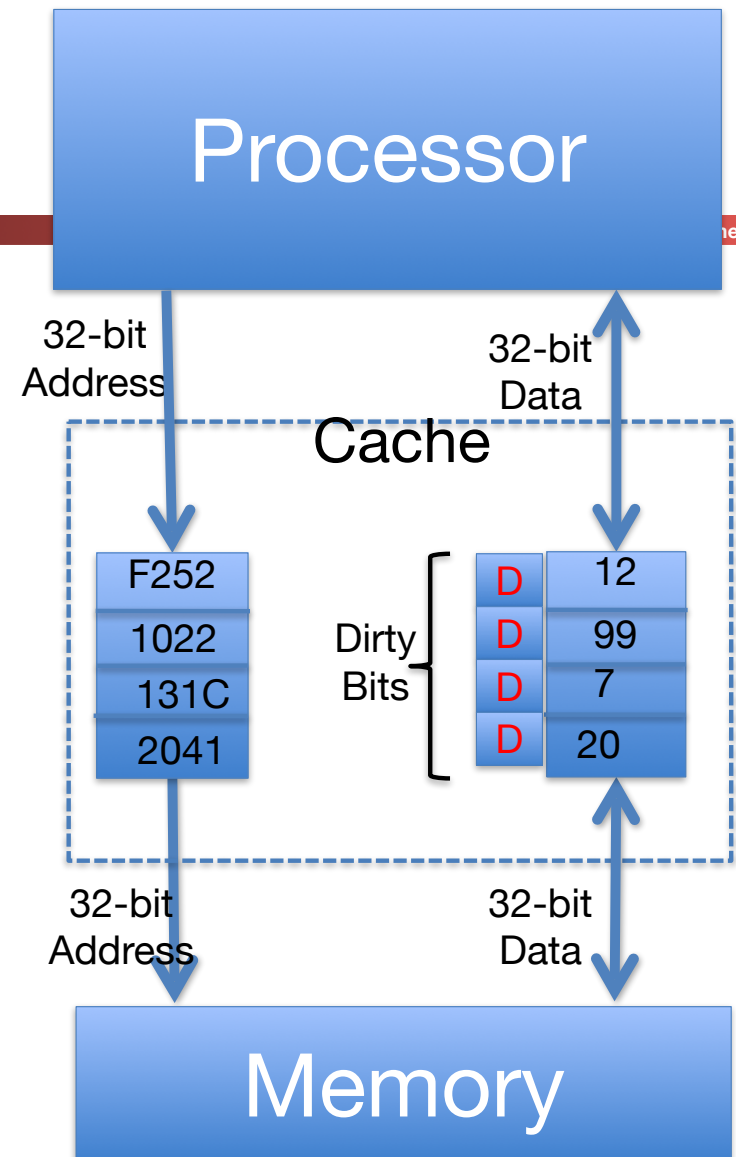 Processor
32-bit
Address
32-bit
Data
Cache
F252
1022
131C
2041
Dirty
Bits
D
D
D
D
12
99
7
20
32-bit
Address
32-bit
Data
Memory